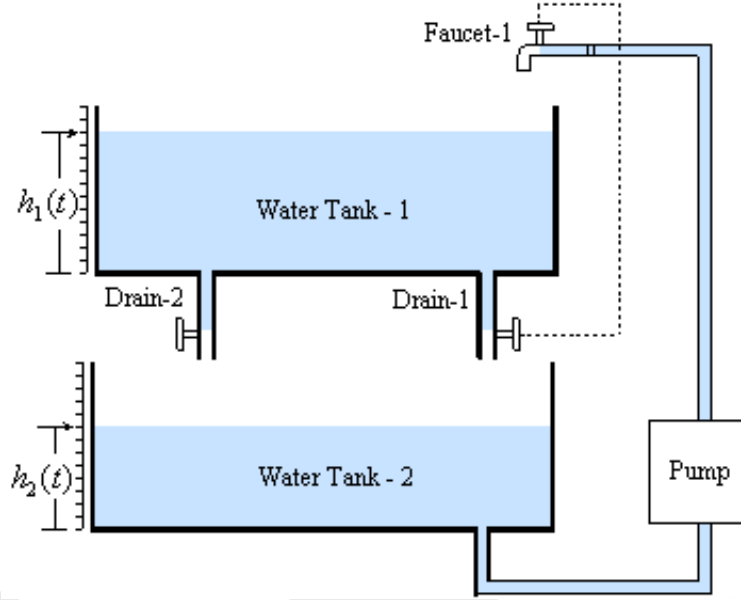 Faucet-1
h₁(t)
Water Tank - 1
Drain-2
Drain-1
h₂(t)
Water Tank - 2
Pump